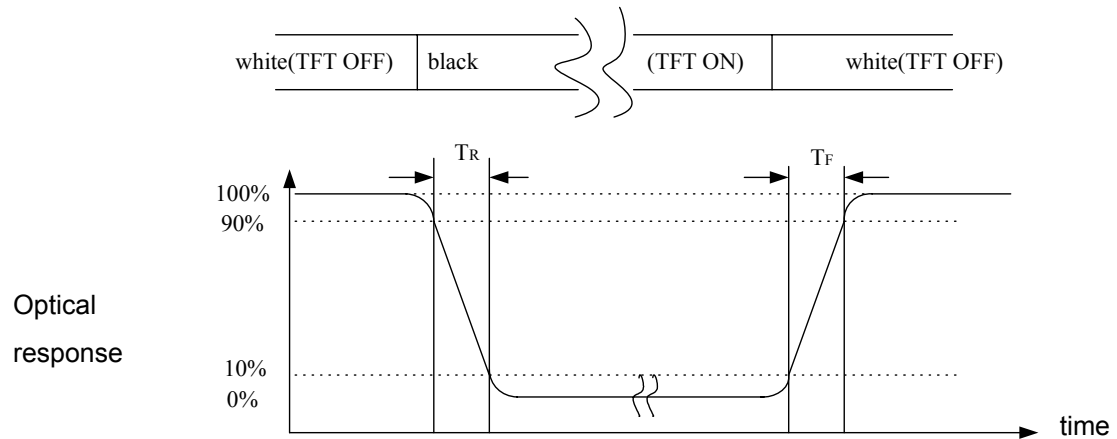 white(TFT OFF) black (TFT ON) white(TFT OFF)
TR TF
100%
90%
Optical
response
10%
0%
time